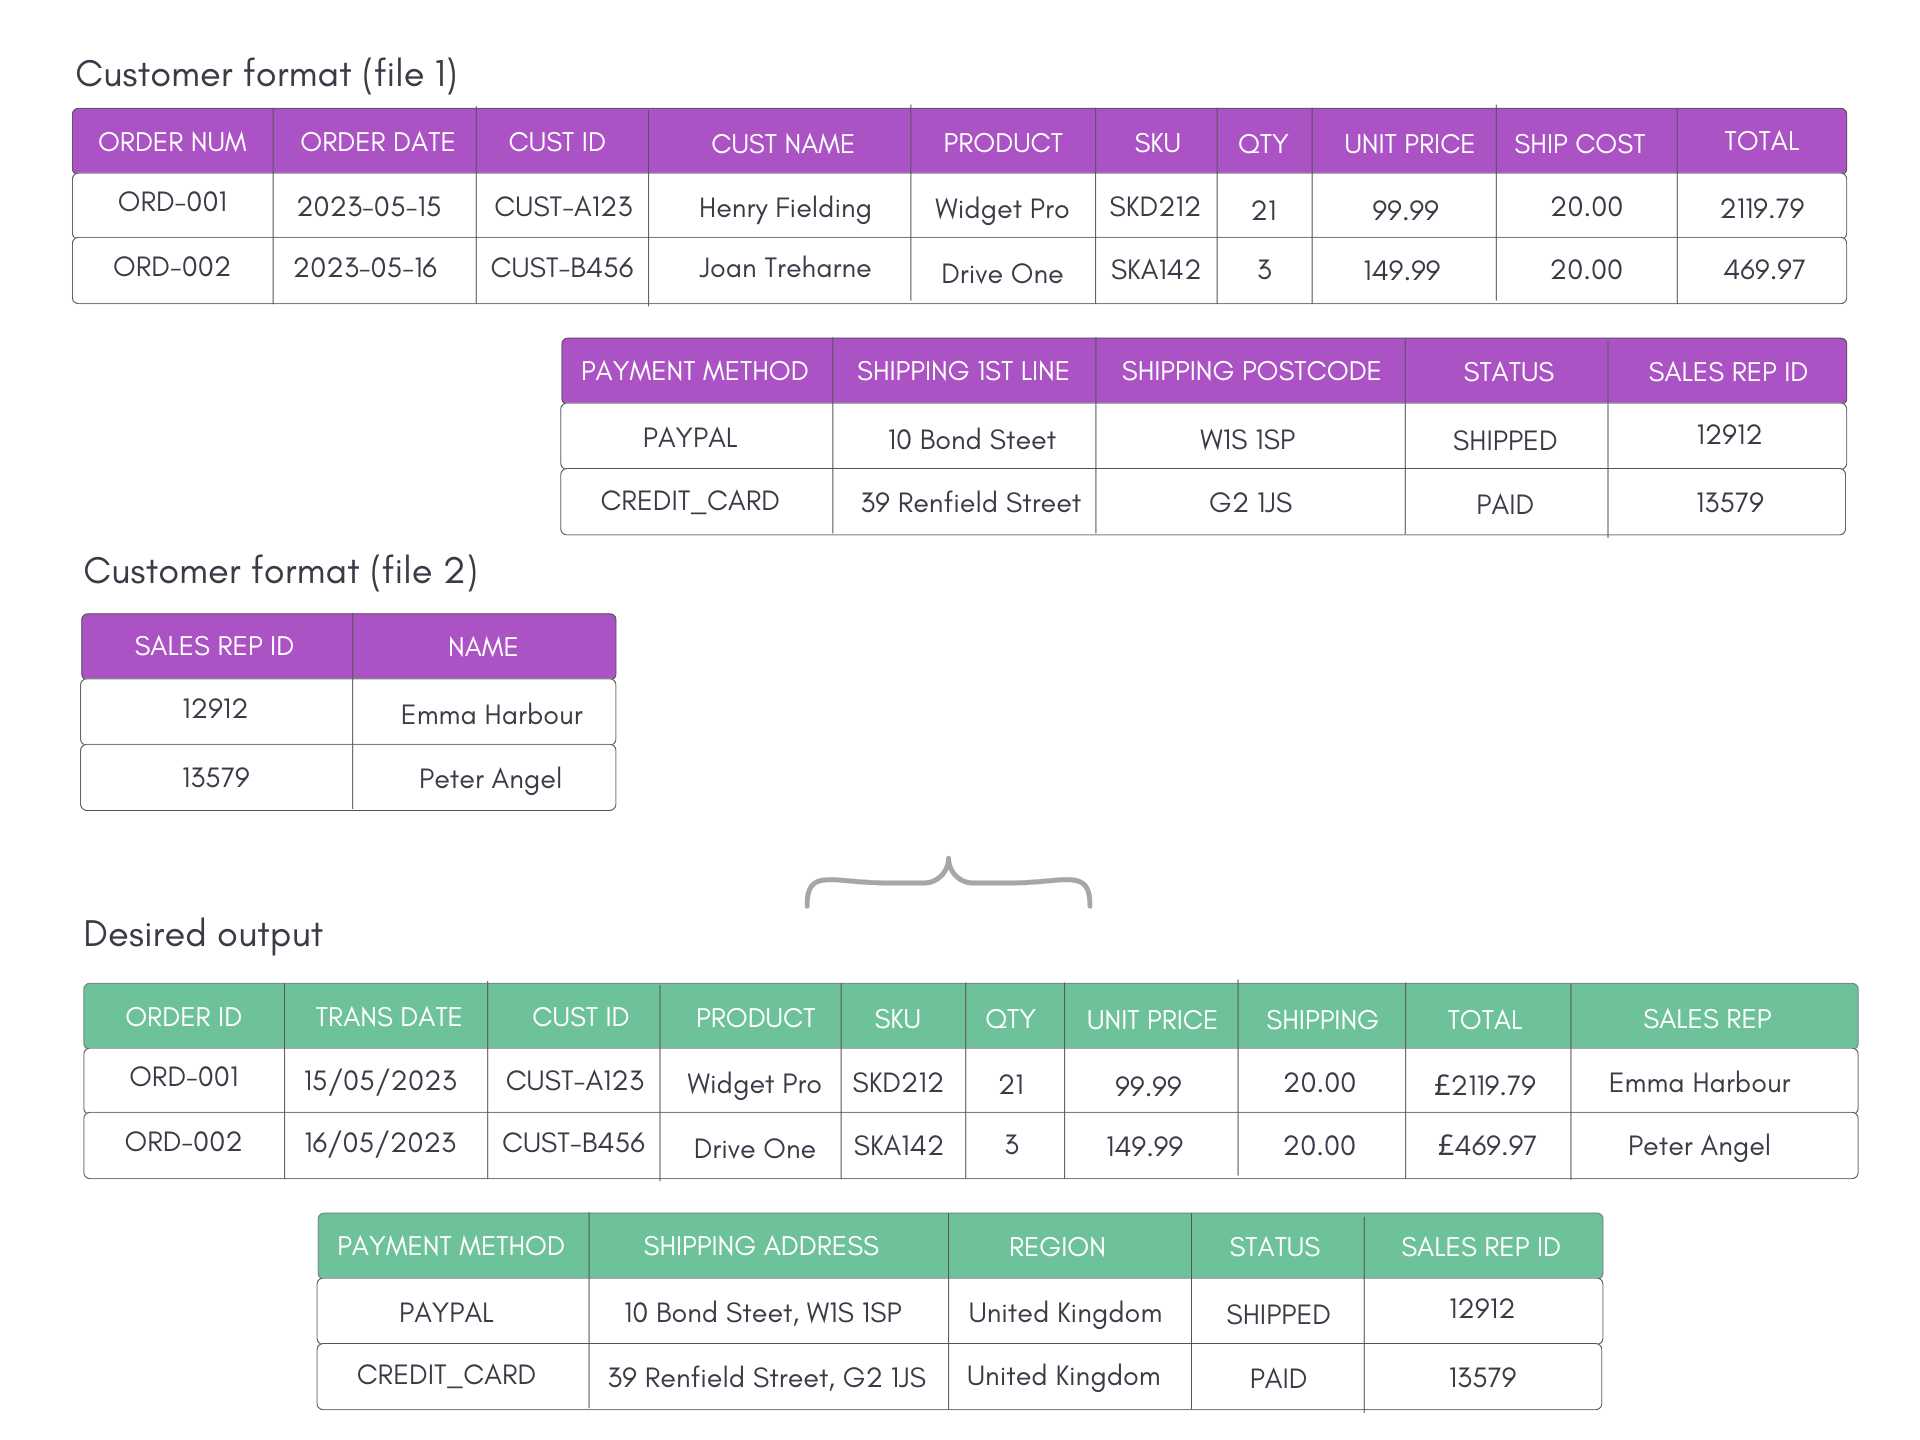 Customer format (file 1)
ORDER NUM ORDER DATE CUST ID CUST NAME PRODUCT SKU QTY UNIT PRICE SHIP COST TOTAL
ORD-001 2023-05-15 CUST-A123 Henry Fielding Widget Pro SKD212 21 99.99 20.00 2119.79
ORD-002 2023-05-16 CUST-B456 Joan Treharne Drive One SKA142 3 149.99 20.00 469.97
PAYMENT METHOD SHIPPING 1ST LINE SHIPPING POSTCODE STATUS SALES REP ID
PAYPAL 10 Bond Steet W1S 1SP SHIPPED 12912
CREDIT_CARD 39 Renfield Street G2 1JS PAID 13579
Customer format (file 2)
SALES REP ID NAME
12912 Emma Harbour
13579 Peter Angel
Desired output
ORDER ID TRANS DATE CUST ID PRODUCT SKU QTY UNIT PRICE SHIPPING TOTAL SALES REP
ORD-001 15/05/2023 CUST-A123 Widget Pro SKD212 21 99.99 20.00 £2119.79 Emma Harbour
ORD-002 16/05/2023 CUST-B456 Drive One SKA142 3 149.99 20.00 £469.97 Peter Angel
PAYMENT METHOD SHIPPING ADDRESS REGION STATUS SALES REP ID
PAYPAL 10 Bond Steet, W1S 1SP United Kingdom SHIPPED 12912
CREDIT_CARD 39 Renfield Street, G2 1JS United Kingdom PAID 13579